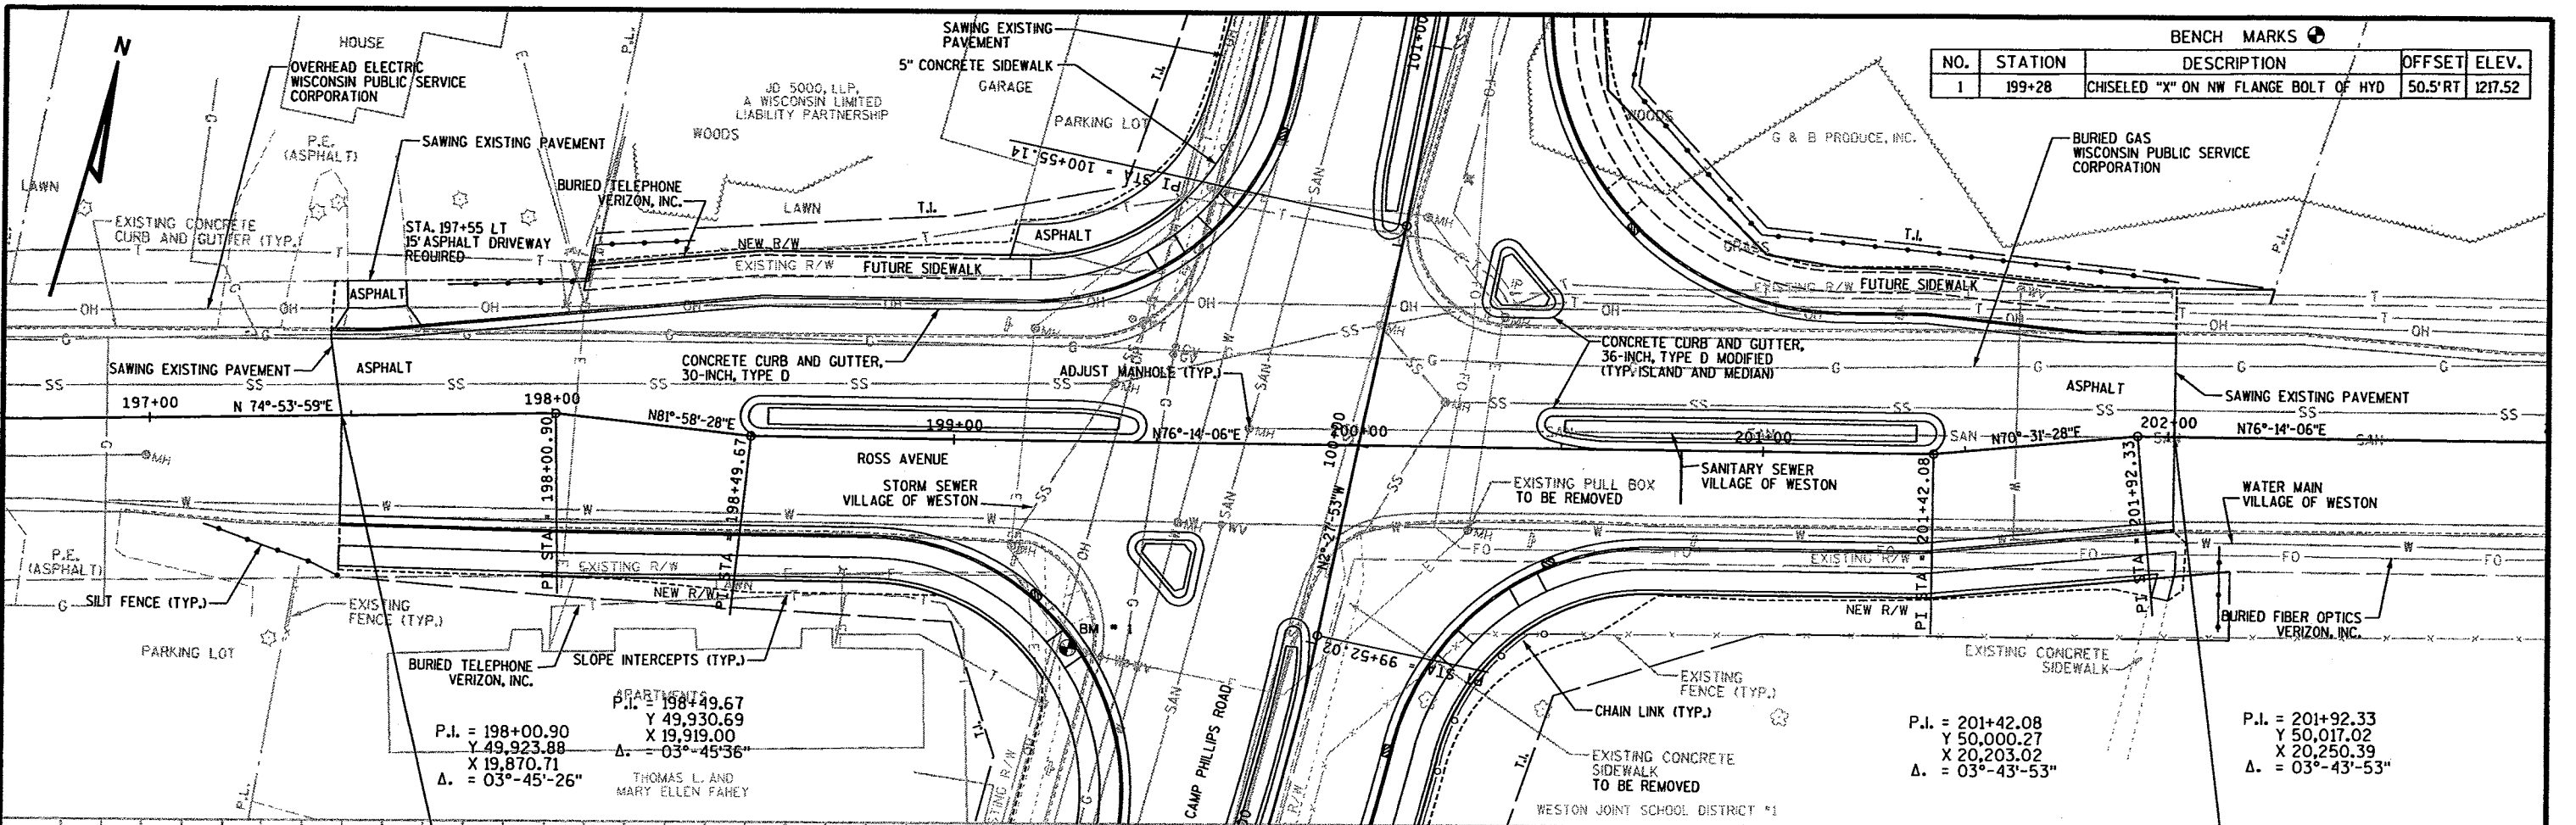 N
HOUSE
OVERHEAD ELECTRIC
WISCONSIN PUBLIC SERVICE
CORPORATION
P.L.
SAWING EXISTING
PAVEMENT
5" CONCRETE SIDEWALK
GARAGE
T.I.
JD 5000, LLP,
A WISCONSIN LIMITED
LIABILITY PARTNERSHIP
WOODS
PARKING LOT
101+00
BENCH MARKS
NO. STATION DESCRIPTION OFFSET ELEV.
1 199+28 CHISELED "X" ON NW FLANGE BOLT OF HYD 50.5'RT 1217.52
WOODS
G & B PRODUCE, INC.
BURIED GAS
WISCONSIN PUBLIC SERVICE
CORPORATION
P.E.
(ASPHALT)
SAWING EXISTING PAVEMENT
LAWN
EXISTING CONCRETE
CURB AND GUTTER (TYP.)
STA. 197+55 LT
15' ASPHALT DRIVEWAY
REQUIRED
BURIED TELEPHONE
VERIZON, INC.
LAWN
T.I.
PI STA = 100+55.14
ASPHALT
NEW R/W
EXISTING R/W
FUTURE SIDEWALK
GRASS
T.I.
P.L.
EXISTING R/W
FUTURE SIDEWALK
ASPHALT
SAWING EXISTING PAVEMENT
ASPHALT
CONCRETE CURB AND GUTTER,
30-INCH, TYPE D
ADJUST MANHOLE (TYP.)
CONCRETE CURB AND GUTTER,
36-INCH, TYPE D MODIFIED
(TYP. ISLAND AND MEDIAN)
ASPHALT
SAWING EXISTING PAVEMENT
197+00
N 74°-53'-59"E
198+00
N81°-58'-28"E
199+00
N76°-14'-06"E
100+00
200+00
201+00
N70°-31'-28"E
202+00
N76°-14'-06"E
ROSS AVENUE
STORM SEWER
VILLAGE OF WESTON
EXISTING PULL BOX
TO BE REMOVED
SANITARY SEWER
VILLAGE OF WESTON
WATER MAIN
VILLAGE OF WESTON
PI STA = 198+00.90
PI STA = 198+49.67
N2°-27'-53"W
PI STA = 201+42.08
PI STA = 201+92.33
P.E.
(ASPHALT)
SILT FENCE (TYP.)
EXISTING
FENCE (TYP.)
EXISTING R/W
NEW R/W
LAWN
BM #1
EXISTING R/W
NEW R/W
BURIED FIBER OPTICS
VERIZON, INC.
PARKING LOT
BURIED TELEPHONE
VERIZON, INC.
SLOPE INTERCEPTS (TYP.)
PI STA = 99+52.02
EXISTING
FENCE (TYP.)
CHAIN LINK (TYP.)
EXISTING CONCRETE
SIDEWALK
APARTMENTS
P.I. = 198+00.90
Y 49,923.88
X 19,870.71
Δ. = 03°-45'-26"
P.I. = 198+49.67
Y 49,930.69
X 19,919.00
Δ. = 03°-45'36"
THOMAS L. AND
MARY ELLEN FAHEY
P.L.
T.I.
CAMP PHILLIPS ROAD
T.I.
EXISTING CONCRETE
SIDEWALK
TO BE REMOVED
WESTON JOINT SCHOOL DISTRICT #1
P.I. = 201+42.08
Y 50,000.27
X 20,203.02
Δ. = 03°-43'-53"
P.I. = 201+92.33
Y 50,017.02
X 20,250.39
Δ. = 03°-43'-53"